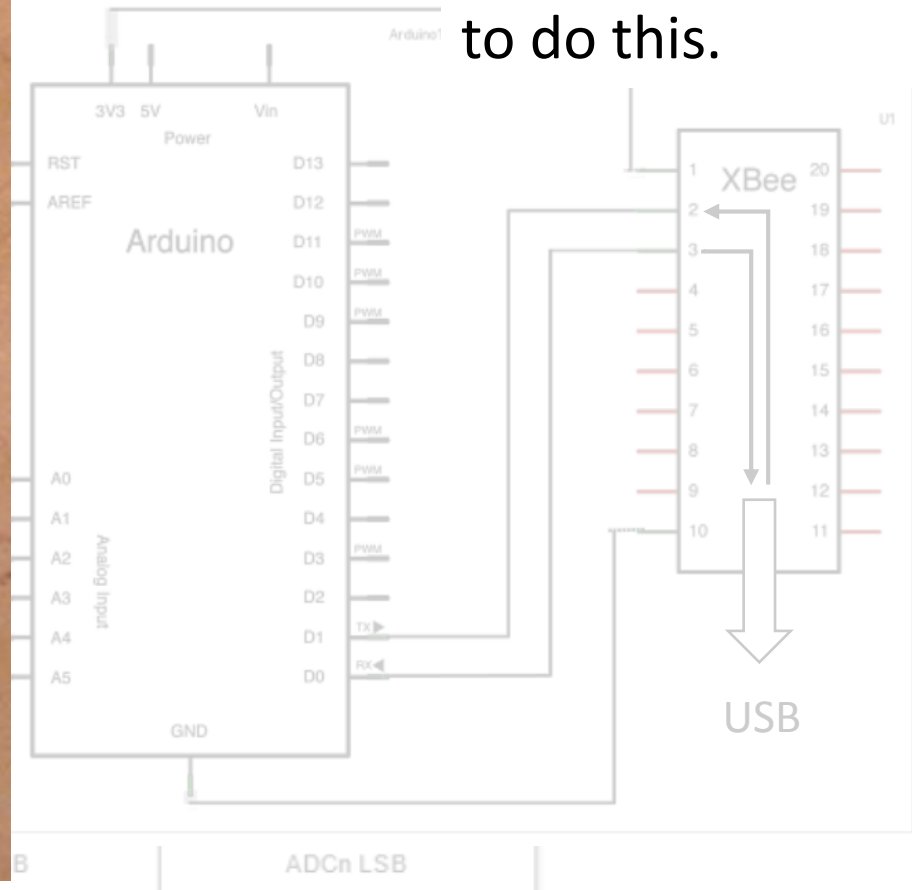 Arduino1
to do this.
3V3 5V Vin
Power
U1
RST
AREF
Arduino
D13
D12
D11 PWM
D10 PWM
D9 PWM
D8
D7
D6 PWM
D5 PWM
D4
D3 PWM
D2
D1 TX
D0 RX
Digital Input/Output
A0
A1
A2
A3
A4
A5
Analog Input
GND
XBee
1 20
2 19
3 18
4 17
5 16
6 15
7 14
8 13
9 12
10 11
USB
B
ADCn LSB